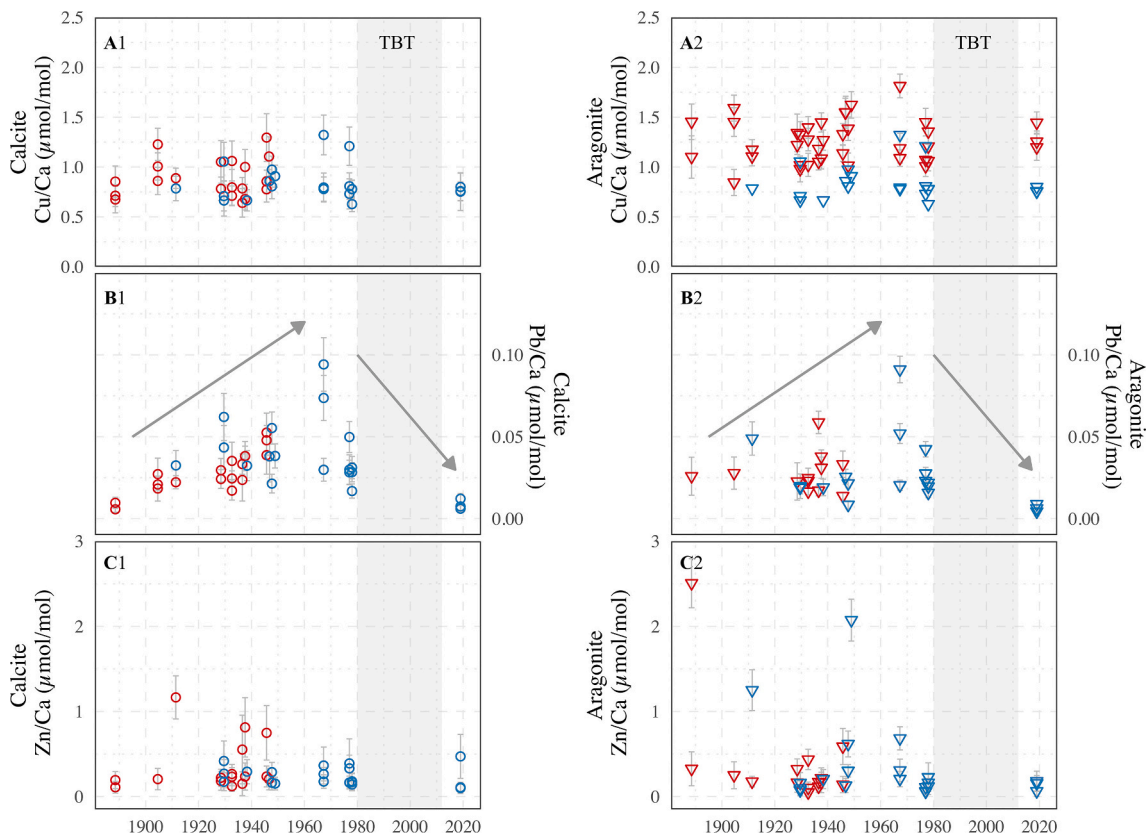 A1
TBT
2.5
2.0
1.5
1.0
0.5
0.0
Calcite
Cu/Ca (µmol/mol)
A2
TBT
2.5
2.0
1.5
1.0
0.5
0.0
Aragonite
Cu/Ca (µmol/mol)
B1
0.10
0.05
0.00
Calcite
Pb/Ca (µmol/mol)
B2
0.10
0.05
0.00
Aragonite
Pb/Ca (µmol/mol)
C1
3
2
1
0
Calcite
Zn/Ca (µmol/mol)
1900 1920 1940 1960 1980 2000 2020
C2
3
2
1
0
Aragonite
Zn/Ca (µmol/mol)
1900 1920 1940 1960 1980 2000 2020